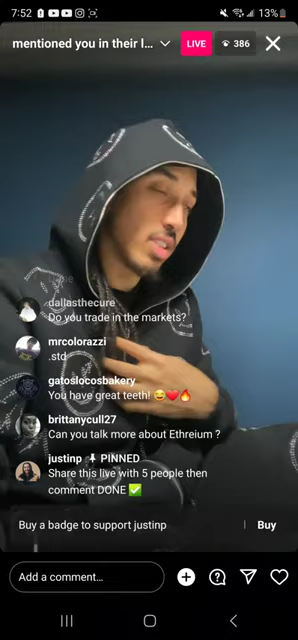 7:52
13%
mentioned you in their l...
LIVE
386
dallasthecure
Do you trade in the markets?
mrcolorazzi
.std
gatoslocosbakery
You have great teeth! 😅❤️🔥
brittanycull27
Can you talk more about Ethreium ?
justinp 📌 PINNED
Share this live with 5 people then
comment DONE ✅
Buy a badge to support justinp
Buy
Add a comment...